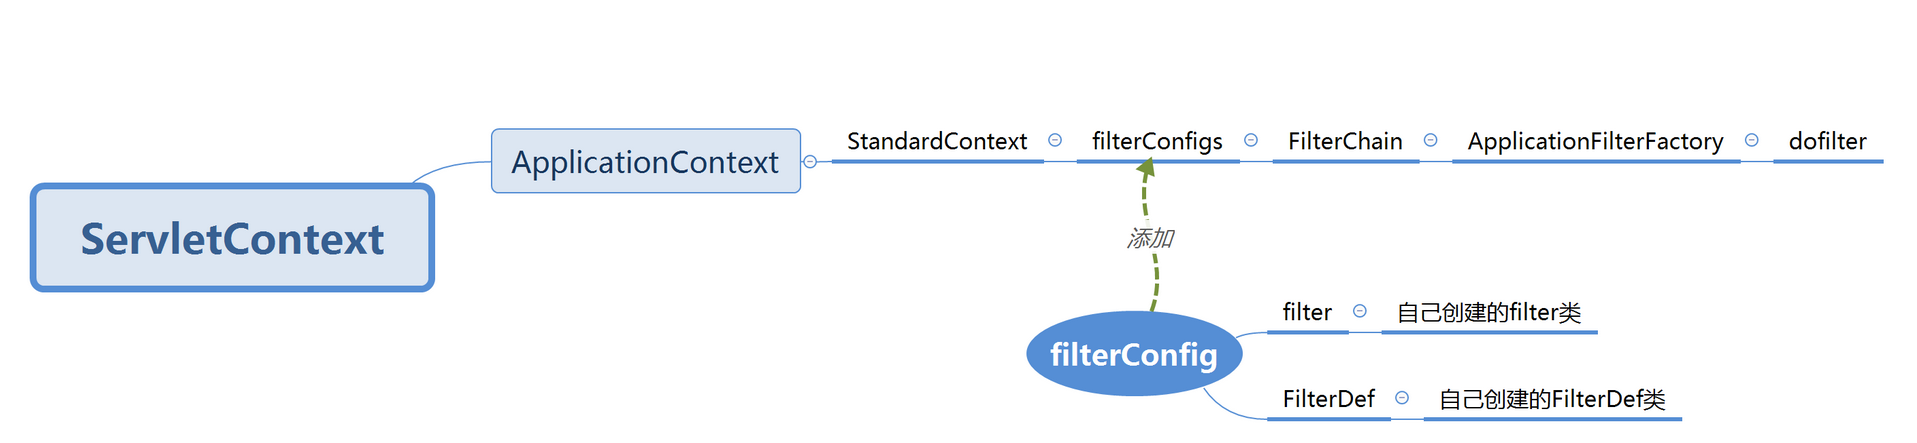 ServletContext
ApplicationContext
StandardContext
filterConfigs
FilterChain
ApplicationFilterFactory
dofilter
添加
filterConfig
filter
自己创建的filter类
FilterDef
自己创建的FilterDef类